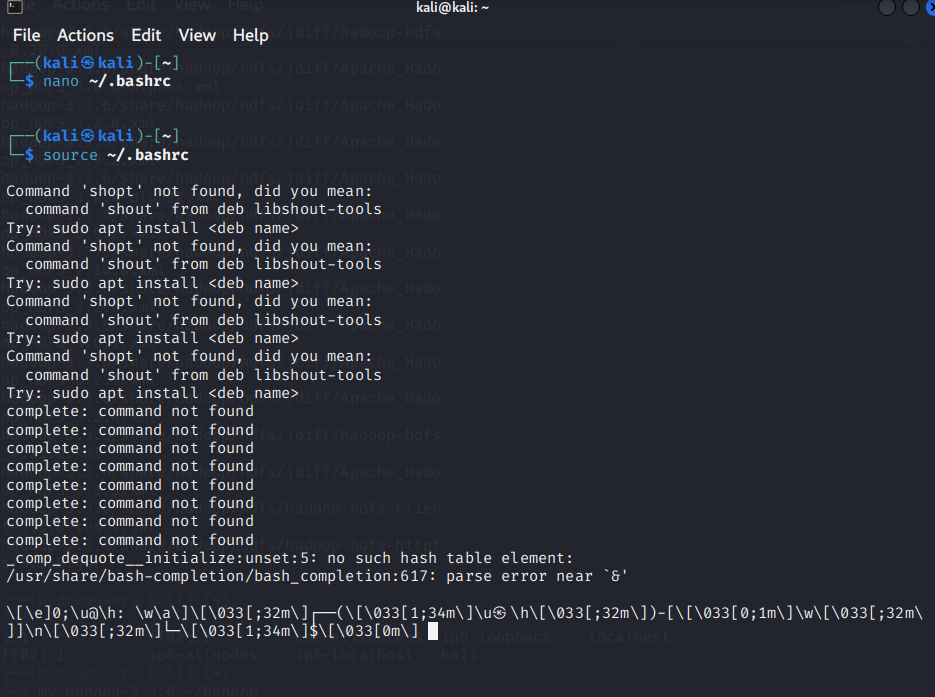 kali@kali: ~
File Actions Edit View Help
┌──(kali㉿kali)-[~]
└─$ nano ~/.bashrc
┌──(kali㉿kali)-[~]
└─$ source ~/.bashrc
Command 'shopt' not found, did you mean:
  command 'shout' from deb libshout-tools
Try: sudo apt install <deb name>
Command 'shopt' not found, did you mean:
  command 'shout' from deb libshout-tools
Try: sudo apt install <deb name>
Command 'shopt' not found, did you mean:
  command 'shout' from deb libshout-tools
Try: sudo apt install <deb name>
Command 'shopt' not found, did you mean:
  command 'shout' from deb libshout-tools
Try: sudo apt install <deb name>
complete: command not found
complete: command not found
complete: command not found
complete: command not found
complete: command not found
complete: command not found
complete: command not found
complete: command not found
_comp_dequote__initialize:unset:5: no such hash table element:
/usr/share/bash-completion/bash_completion:617: parse error near `&'
\[\e]0;\u@\h: \w\a\]\[\033[;32m\]┌──(\[\033[1;34m\]\u㉿\h\[\033[;32m\])-[\[\033[0;1m\]\w\[\033[;32m\
]]\n\[\033[;32m\]└─\[\033[1;34m\]$\[\033[0m\]